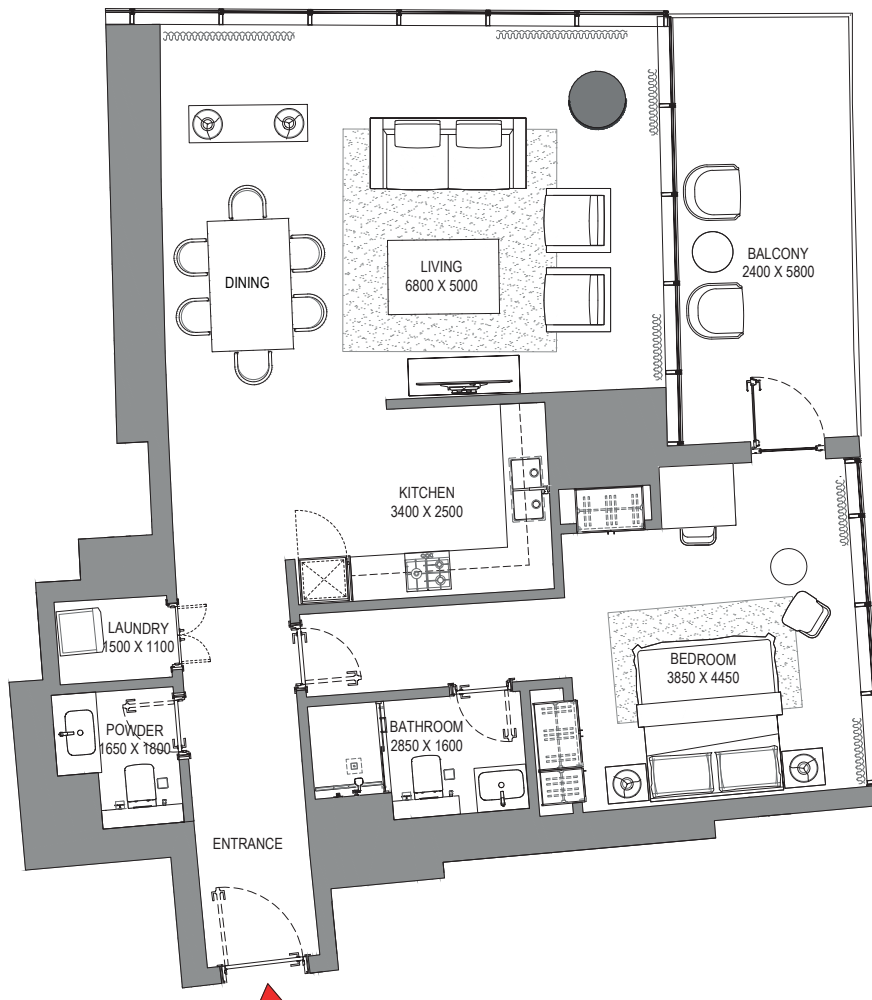 BALCONY
2400 X 5800
LIVING
6800 X 5000
DINING
KITCHEN
3400 X 2500
LAUNDRY
1500 X 1100
BEDROOM
3850 X 4450
POWDER
1650 X 1800
BATHROOM
2850 X 1600
ENTRANCE